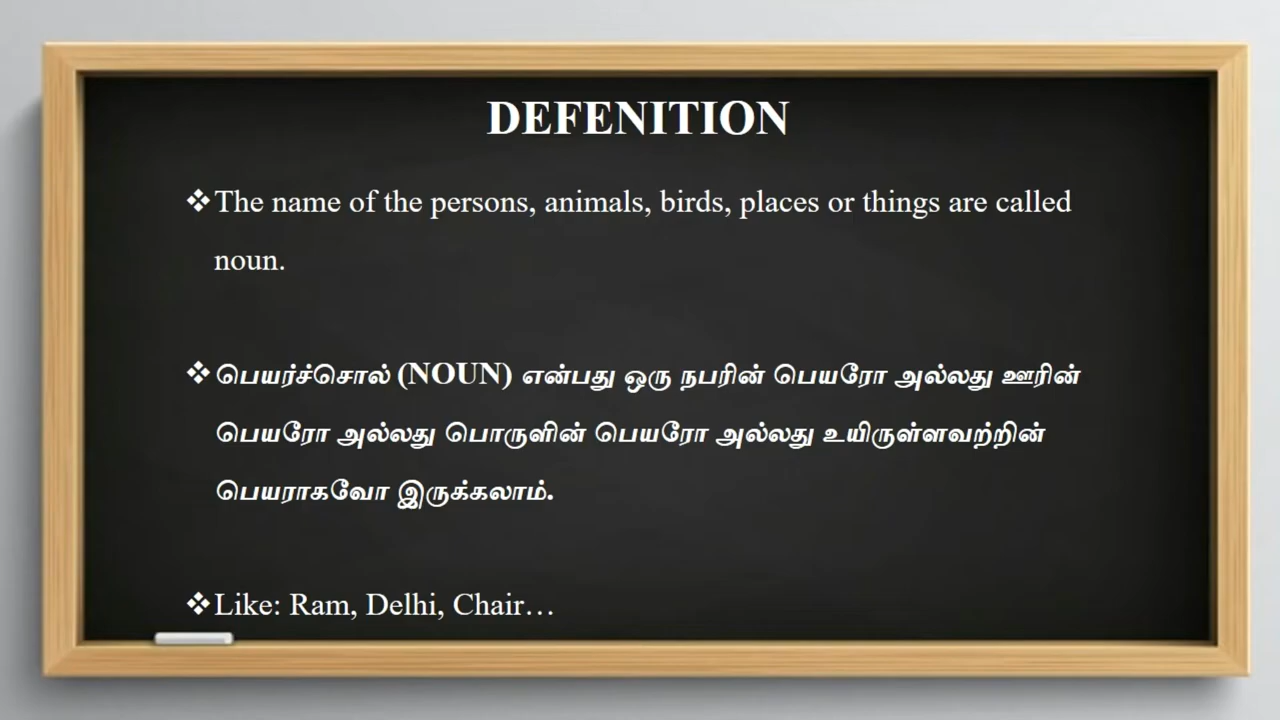 DEFENITION
❖The name of the persons, animals, birds, places or things are called
noun.
❖பெயர்ச்சொல் (NOUN) என்பது ஒரு நபரின் பெயரோ அல்லது ஊரின்
பெயரோ அல்லது பொருளின் பெயரோ அல்லது உயிருள்ளவற்றின்
பெயராகவோ இருக்கலாம்.
❖Like: Ram, Delhi, Chair…